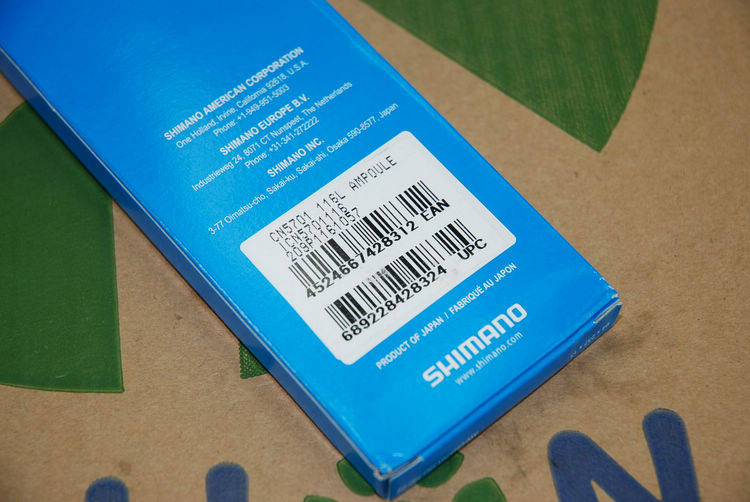 SHIMANO AMERICAN CORPORATION
One Holland, Irvine, California 92618, U.S.A.
Phone: +1-949-951-5003
SHIMANO EUROPE B.V.
Industrieweg 24, 8071 CT Nunspeet, The Netherlands
Phone: +31-341-272222
SHIMANO INC.
3-77 Oimatsu-cho, Sakai-ku, Sakai-shi, Osaka 590-8577, Japan
CN5701 116L AMPOULE
ICN5701116
209P1161057
4524667428312 EAN
689228428324 UPC
PRODUCT OF JAPAN / FABRIQUÉ AU JAPON
SHIMANO
www.shimano.com